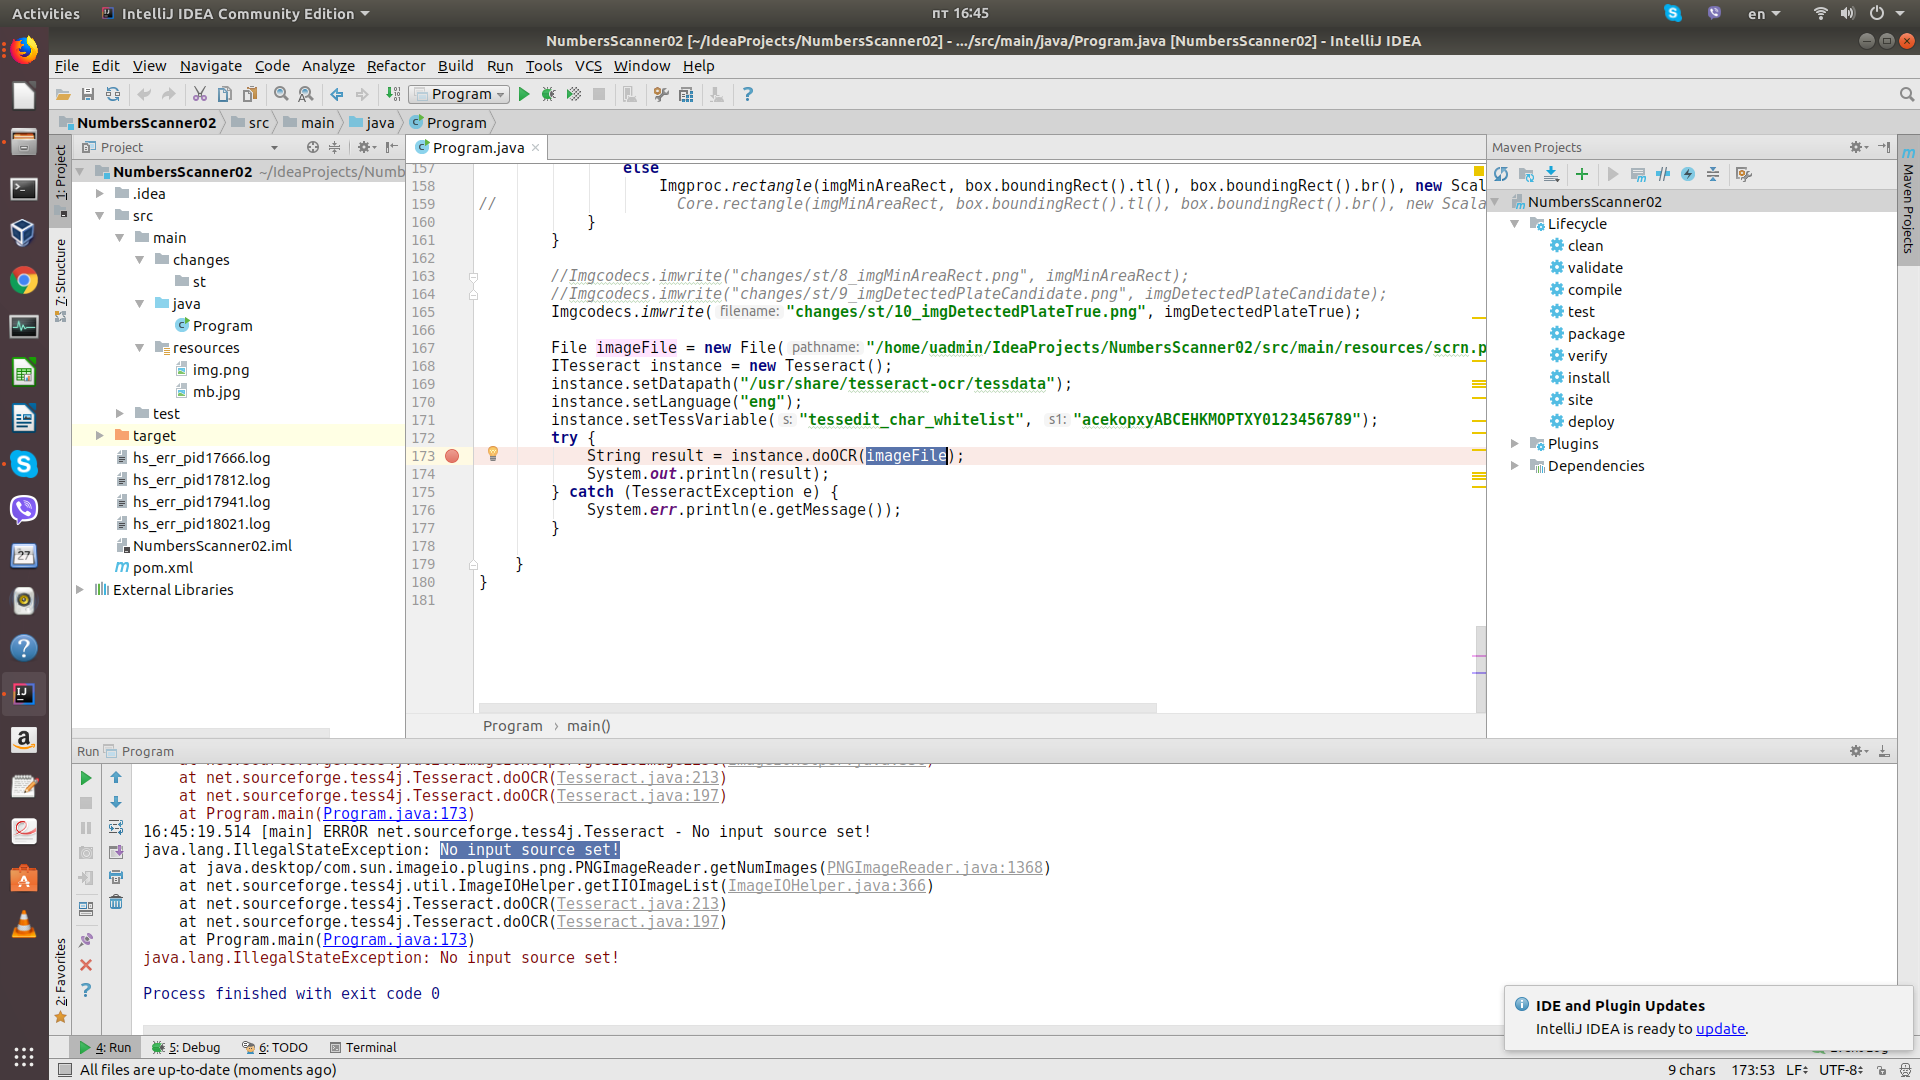 Activities IntelliJ IDEA Community Edition пт 16:45 en
NumbersScanner02 [~/IdeaProjects/NumbersScanner02] - .../src/main/java/Program.java [NumbersScanner02] - IntelliJ IDEA
File Edit View Navigate Code Analyze Refactor Build Run Tools VCS Window Help
Program
NumbersScanner02 src main java Program
1: Project
7: Structure
2: Favorites
Project
NumbersScanner02 ~/IdeaProjects/Numb
.idea
src
main
changes
st
java
Program
resources
img.png
mb.jpg
test
target
hs_err_pid17666.log
hs_err_pid17812.log
hs_err_pid17941.log
hs_err_pid18021.log
NumbersScanner02.iml
pom.xml
External Libraries
Program.java
157 else
158 Imgproc.rectangle(imgMinAreaRect, box.boundingRect().tl(), box.boundingRect().br(), new Scal
159 // Core.rectangle(imgMinAreaRect, box.boundingRect().tl(), box.boundingRect().br(), new Scala
160 }
161 }
162
163 //Imgcodecs.imwrite("changes/st/8_imgMinAreaRect.png", imgMinAreaRect);
164 //Imgcodecs.imwrite("changes/st/9_imgDetectedPlateCandidate.png", imgDetectedPlateCandidate);
165 Imgcodecs.imwrite( filename: "changes/st/10_imgDetectedPlateTrue.png", imgDetectedPlateTrue);
166
167 File imageFile = new File( pathname: "/home/uadmin/IdeaProjects/NumbersScanner02/src/main/resources/scrn.p
168 ITesseract instance = new Tesseract();
169 instance.setDatapath("/usr/share/tesseract-ocr/tessdata");
170 instance.setLanguage("eng");
171 instance.setTessVariable( s: "tessedit_char_whitelist", s1: "acekopxyABCEHKMOPTXY0123456789");
172 try {
173 String result = instance.doOCR(imageFile);
174 System.out.println(result);
175 } catch (TesseractException e) {
176 System.err.println(e.getMessage());
177 }
178
179 }
180 }
181
Program › main()
Maven Projects
NumbersScanner02
Lifecycle
clean
validate
compile
test
package
verify
install
site
deploy
Plugins
Dependencies
Maven Projects
Run Program
at net.sourceforge.tess4j.Tesseract.doOCR(Tesseract.java:213)
at net.sourceforge.tess4j.Tesseract.doOCR(Tesseract.java:197)
at Program.main(Program.java:173)
16:45:19.514 [main] ERROR net.sourceforge.tess4j.Tesseract - No input source set!
java.lang.IllegalStateException: No input source set!
at java.desktop/com.sun.imageio.plugins.png.PNGImageReader.getNumImages(PNGImageReader.java:1368)
at net.sourceforge.tess4j.util.ImageIOHelper.getIIOImageList(ImageIOHelper.java:366)
at net.sourceforge.tess4j.Tesseract.doOCR(Tesseract.java:213)
at net.sourceforge.tess4j.Tesseract.doOCR(Tesseract.java:197)
at Program.main(Program.java:173)
java.lang.IllegalStateException: No input source set!
Process finished with exit code 0
IDE and Plugin Updates
IntelliJ IDEA is ready to update.
4: Run 5: Debug 6: TODO Terminal
All files are up-to-date (moments ago) 9 chars 173:53 LF UTF-8